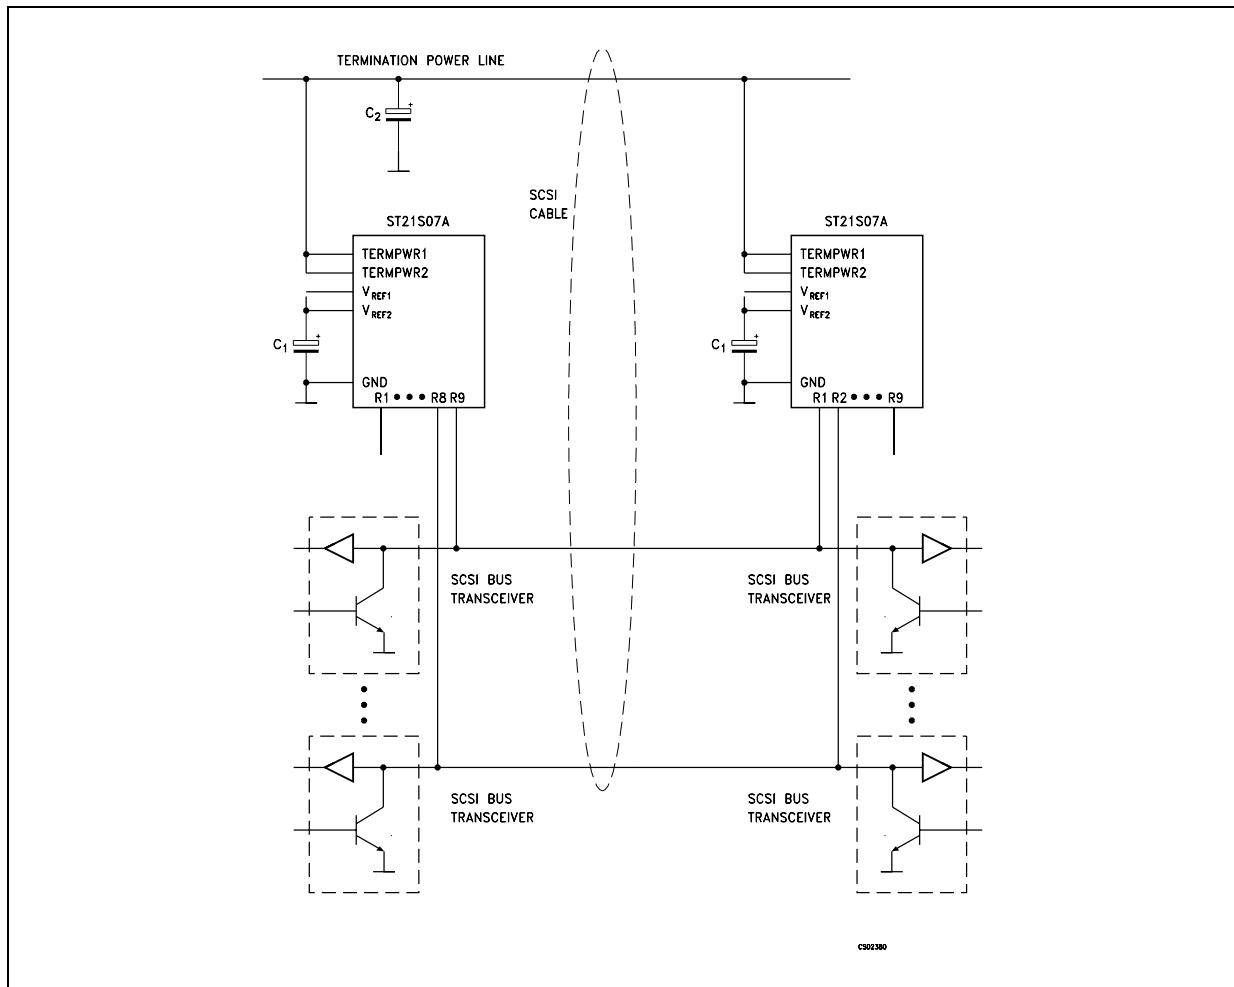 TERMINATION POWER LINE
C2
+
SCSI
CABLE
ST21S07A
TERMPWR1
TERMPWR2
VREF1
VREF2
C1
+
GND
R1 • • • R8 R9
ST21S07A
TERMPWR1
TERMPWR2
VREF1
VREF2
C1
+
GND
R1 R2 • • • R9
SCSI BUS
TRANSCEIVER
SCSI BUS
TRANSCEIVER
SCSI BUS
TRANSCEIVER
SCSI BUS
TRANSCEIVER
CS02380